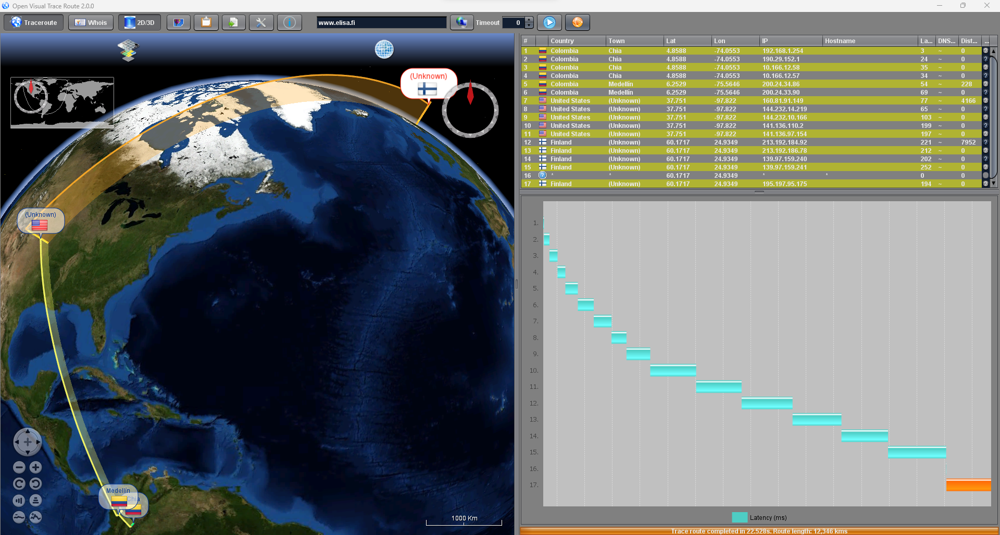 Open Visual Trace Route 2.0.0
Traceroute Whois 2D/3D www.elisa.fi Timeout 0
# Country Town Lat Lon IP Hostname La... DNS... Dist... ...
1 Colombia Chia 4.8588 -74.0553 192.168.1.254 3 ~ 0
2 Colombia Chia 4.8588 -74.0553 190.29.152.1 24 ~ 0
3 Colombia Chia 4.8588 -74.0553 10.166.12.58 35 ~ 0
4 Colombia Chia 4.8588 -74.0553 10.166.12.57 34 ~ 0
5 Colombia Medellín 6.2529 -75.5646 200.24.34.86 54 ~ 228
6 Colombia Medellín 6.2529 -75.5646 200.24.33.90 69 ~ 0
7 United States (Unknown) 37.751 -97.822 160.81.91.149 77 ~ 4166
8 United States (Unknown) 37.751 -97.822 144.232.14.219 65 ~ 0
9 United States (Unknown) 37.751 -97.822 144.232.10.166 103 ~ 0
10 United States (Unknown) 37.751 -97.822 141.136.110.2 199 ~ 0
11 United States (Unknown) 37.751 -97.822 141.136.97.154 197 ~ 0
12 Finland (Unknown) 60.1717 24.9349 213.192.184.92 221 ~ 7952
13 Finland (Unknown) 60.1717 24.9349 213.192.186.78 212 ~ 0
14 Finland (Unknown) 60.1717 24.9349 139.97.159.240 202 ~ 0
15 Finland (Unknown) 60.1717 24.9349 139.97.159.241 252 ~ 0
16 * * 60.1717 24.9349 * * 0 0
17 Finland (Unknown) 60.1717 24.9349 195.197.95.175 194 ~ 0
(Unknown)
(Unknown)
Medellín
Chia
1000 Km
1.
2.
3.
4.
5.
6.
7.
8.
9.
10.
11.
12.
13.
14.
15.
16.
17.
Latency (ms)
Trace route completed in 22.528s. Route length: 12,346 kms